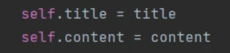 self.title = title
self.content = content